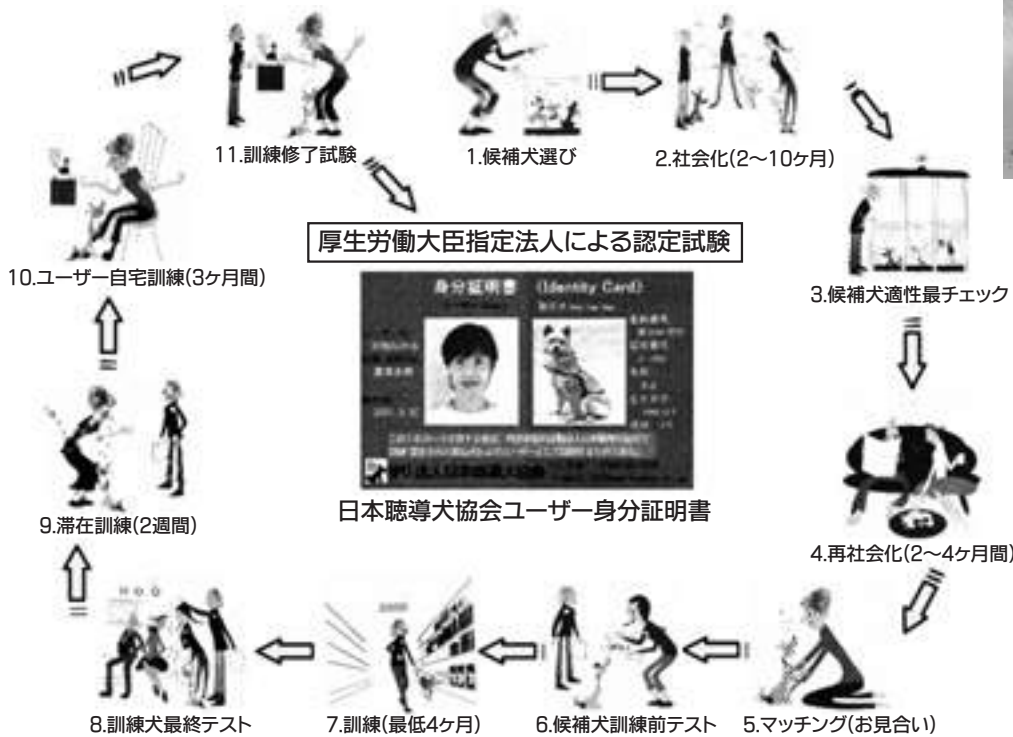 1.候補犬選び
2.社会化(2〜10ヶ月)
3.候補犬適性最チェック
4.再社会化(2〜4ヶ月間)
5.マッチング(お見合い)
6.候補犬訓練前テスト
7.訓練(最低4ヶ月)
8.訓練犬最終テスト
9.滞在訓練(2週間)
10.ユーザー自宅訓練(3ヶ月間)
11.訓練修了試験
厚生労働大臣指定法人による認定試験
身分証明書 (Identity Card)
日本聴導犬協会ユーザー身分証明書